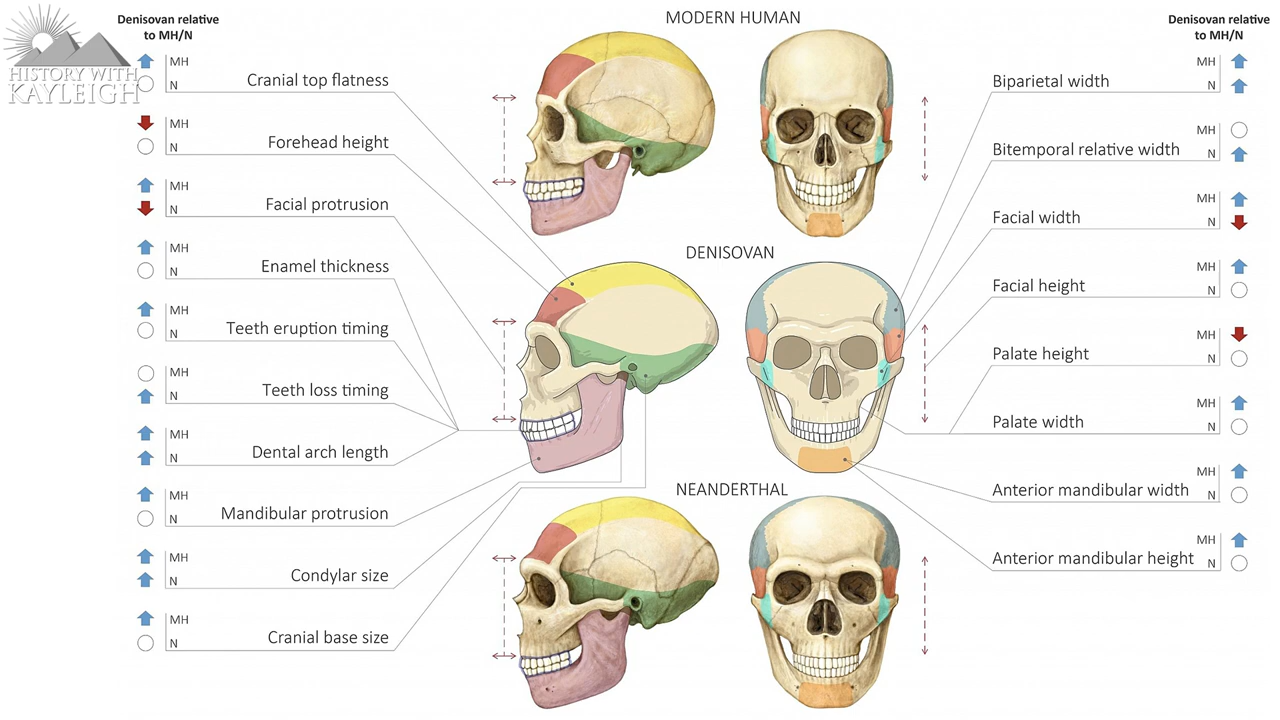 HISTORY WITH
KAYLEIGH
Denisovan relative
to MH/N
MH
N
Cranial top flatness
MH
N
Forehead height
MH
N
Facial protrusion
MH
N
Enamel thickness
MH
N
Teeth eruption timing
MH
N
Teeth loss timing
MH
N
Dental arch length
MH
N
Mandibular protrusion
MH
N
Condylar size
MH
N
Cranial base size
MODERN HUMAN
DENISOVAN
NEANDERTHAL
Denisovan relative
to MH/N
Biparietal width
MH
N
Bitemporal relative width
MH
N
Facial width
MH
N
Facial height
MH
N
Palate height
MH
N
Palate width
MH
N
Anterior mandibular width
MH
N
Anterior mandibular height
MH
N